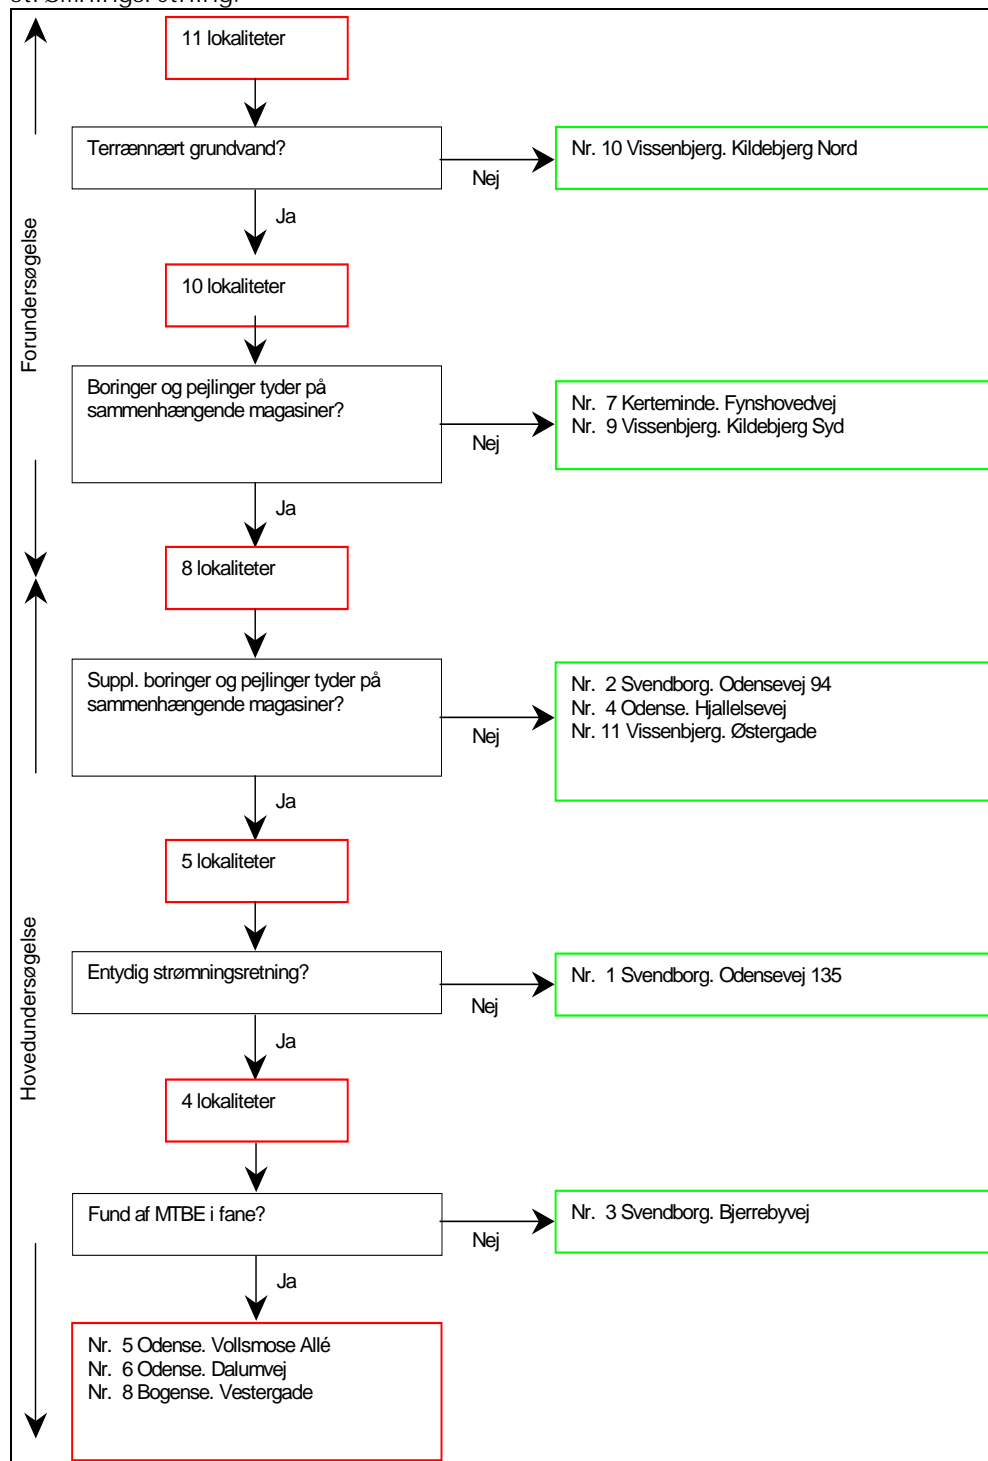 11 lokaliteter
Terrænnært grundvand?
Nej
Nr. 10 Vissenbjerg. Kildebjerg Nord
Ja
Forundersøgelse
10 lokaliteter
Boringer og pejlinger tyder på
sammenhængende magasiner?
Nej
Nr. 7 Kerteminde. Fynshovedvej
Nr. 9 Vissenbjerg. Kildebjerg Syd
Ja
8 lokaliteter
Suppl. boringer og pejlinger tyder på
sammenhængende magasiner?
Nej
Nr. 2 Svendborg. Odensevej 94
Nr. 4 Odense. Hjallelsevej
Nr. 11 Vissenbjerg. Østergade
Ja
5 lokaliteter
Hovedundersøgelse
Entydig strømningsretning?
Nej
Nr. 1 Svendborg. Odensevej 135
Ja
4 lokaliteter
Fund af MTBE i fane?
Nej
Nr. 3 Svendborg. Bjerrebyvej
Ja
Nr. 5 Odense. Vollsmose Allé
Nr. 6 Odense. Dalumvej
Nr. 8 Bogense. Vestergade